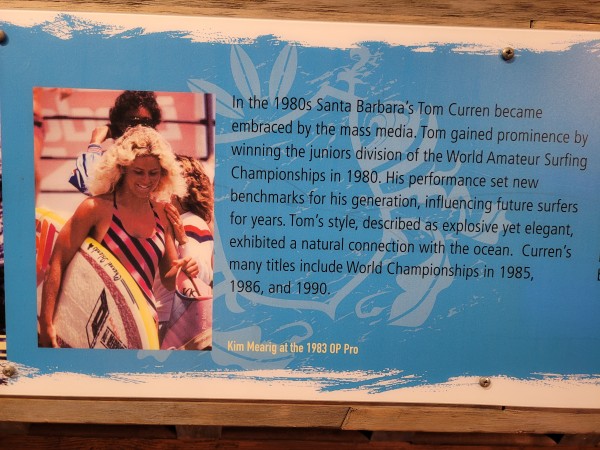 In the 1980s Santa Barbara's Tom Curren became
embraced by the mass media. Tom gained prominence by
winning the juniors division of the World Amateur Surfing
Championships in 1980. His performance set new
benchmarks for his generation, influencing future surfers
for years. Tom's style, described as explosive yet elegant,
exhibited a natural connection with the ocean. Curren's
many titles include World Championships in 1985,
1986, and 1990.
Kim Mearig at the 1983 OP Pro